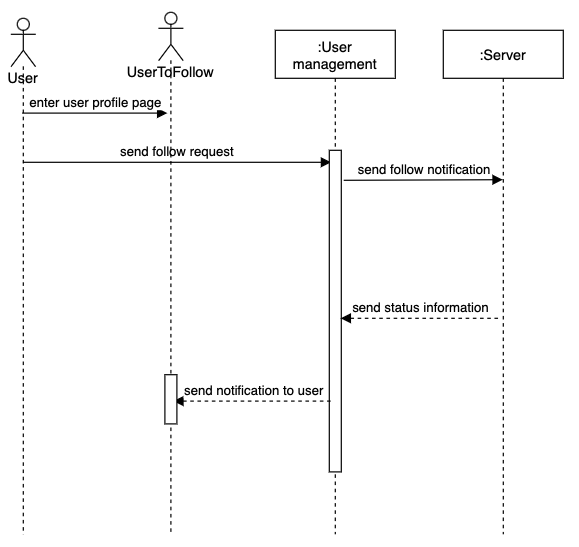 :User
management
:Server
User
UserToFollow
enter user profile page
send follow request
send follow notification
send status information
send notification to user